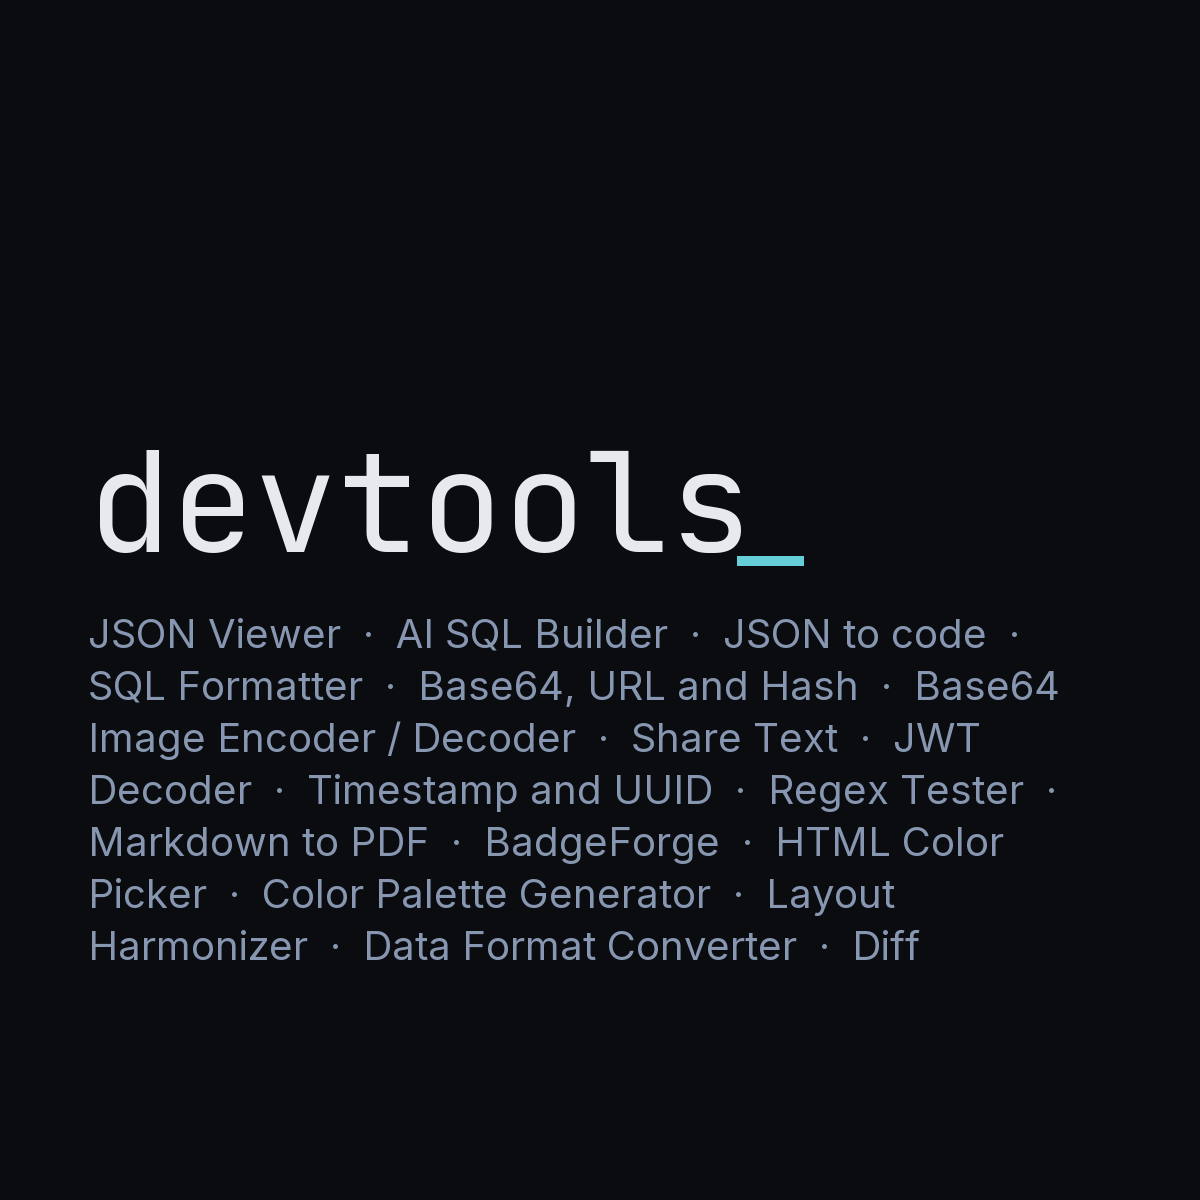 devtools_
JSON Viewer · AI SQL Builder · JSON to code ·
SQL Formatter · Base64, URL and Hash · Base64
Image Encoder / Decoder · Share Text · JWT
Decoder · Timestamp and UUID · Regex Tester ·
Markdown to PDF · BadgeForge · HTML Color
Picker · Color Palette Generator · Layout
Harmonizer · Data Format Converter · Diff